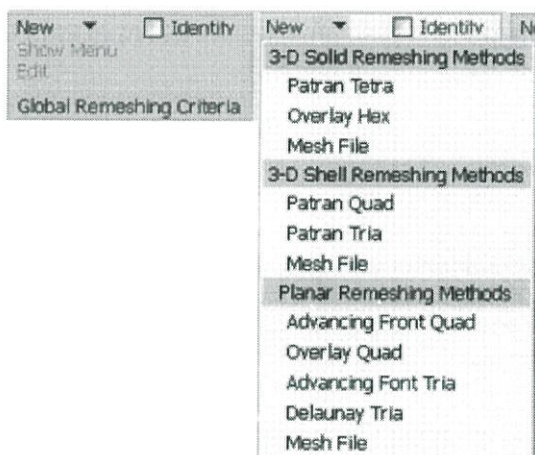 New Identity
Show Menu
Edit
Global Remeshing Criteria
New Identity
3-D Solid Remeshing Methods
Patran Tetra
Overlay Hex
Mesh File
3-D Shell Remeshing Methods
Patran Quad
Patran Tria
Mesh File
Planar Remeshing Methods
Advancing Front Quad
Overlay Quad
Advancing Font Tria
Delaunay Tria
Mesh File